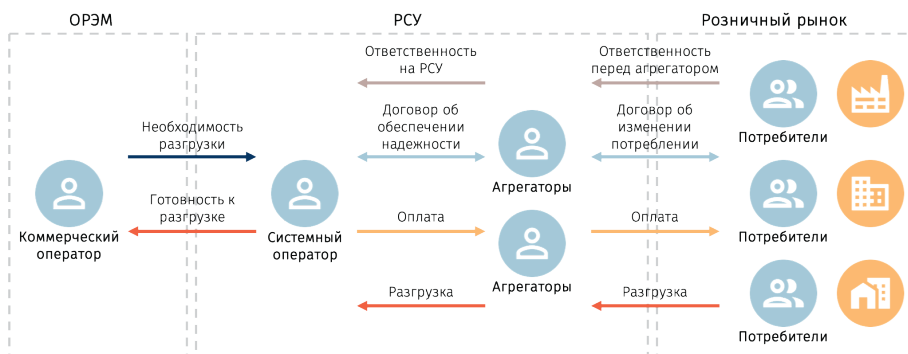 ОРЭМ
РСУ
Розничный рынок
Ответственность
на РСУ
Ответственность
перед агрегатором
Необходимость
разгрузки
Договор об
обеспечении
надежности
Договор об
изменении
потреблении
Потребители
Агрегаторы
Готовность к
разгрузке
Оплата
Оплата
Коммерческий
оператор
Системный
оператор
Потребители
Агрегаторы
Разгрузка
Разгрузка
Потребители